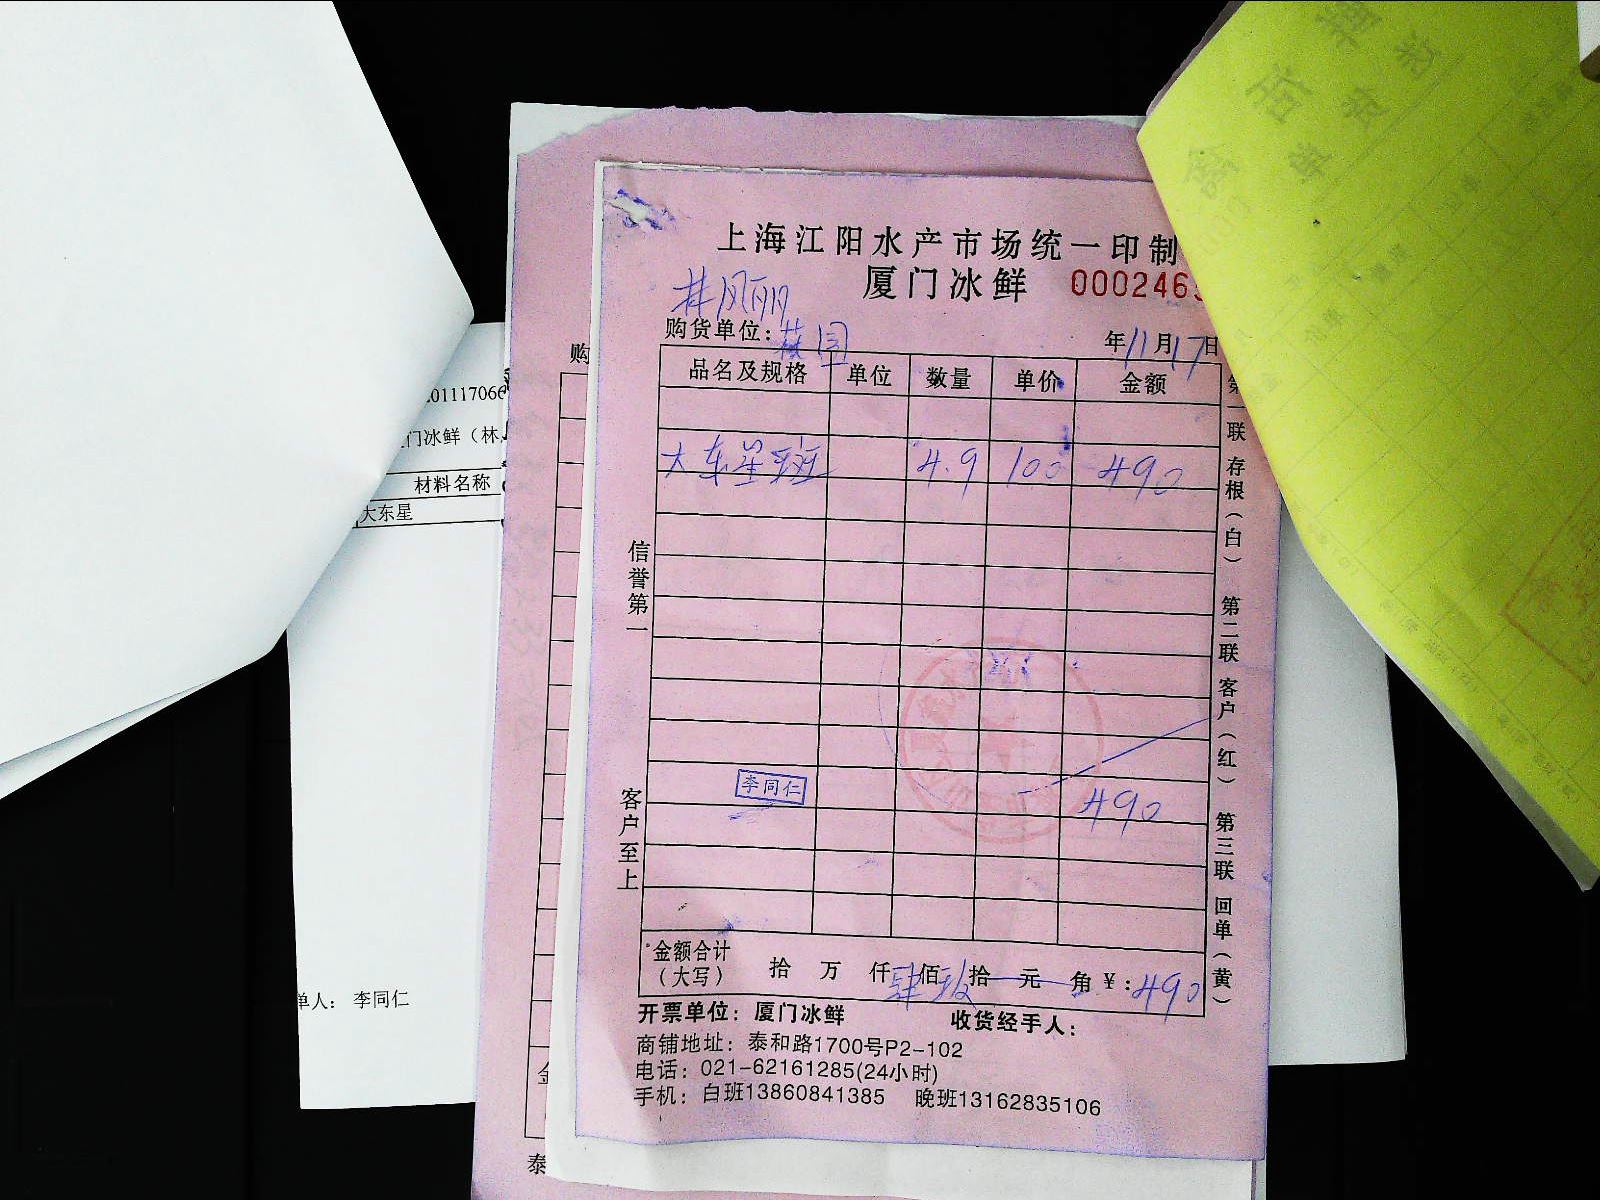 上海江阳水产市场统一印制
厦门冰鲜 000246
林凤丽
购货单位: 年11月17日
品名及规格 单位 数量 单价 金额
大东星斑 4.9 100 490
李同仁 490
金额合计(大写) 拾 万 仟肆佰玖拾 元 角 ¥:490
开票单位: 厦门冰鲜 收货经手人:
商铺地址: 泰和路1700号P2-102
电话: 021-62161285(24小时)
手机: 白班13860841385 晚班13162835106
信誉第一
客户至上
第一联 存根(白) 第二联 客户(红) 第三联 回单(黄)
购
金
泰
01117066
门冰鲜(林
材料名称
大东星
单人: 李同仁